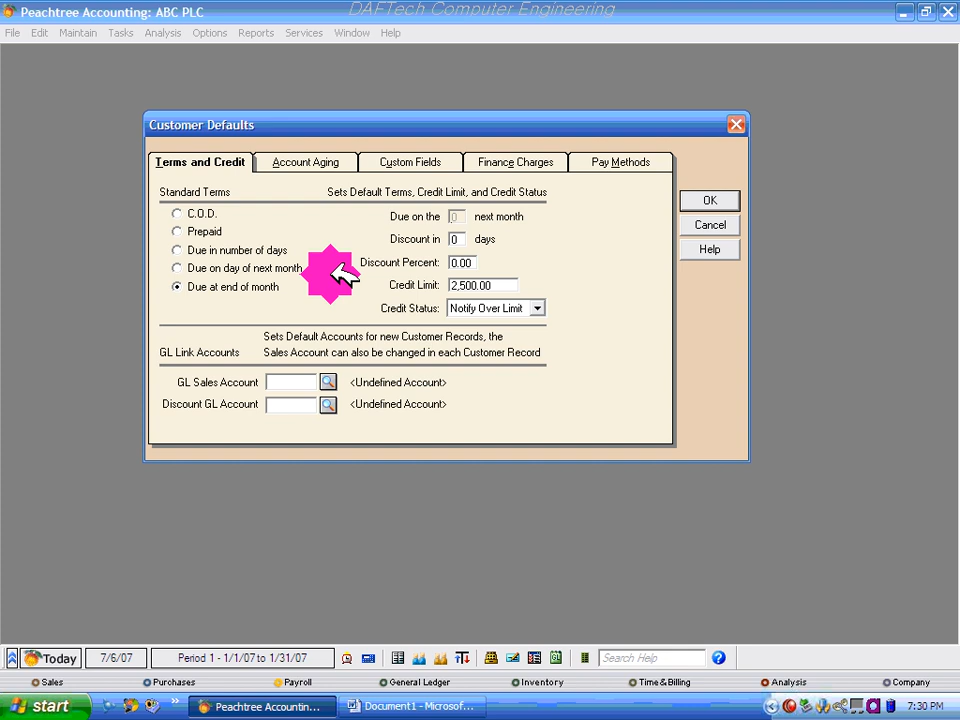 Peachtree Accounting: ABC PLC
DAFTech Computer Engineering
File Edit Maintain Tasks Analysis Options Reports Services Window Help
Customer Defaults
Terms and Credit Account Aging Custom Fields Finance Charges Pay Methods
Standard Terms Sets Default Terms, Credit Limit, and Credit Status
C.O.D.
Prepaid
Due in number of days
Due on day of next month
Due at end of month
Due on the 0 next month
Discount in 0 days
Discount Percent: 0.00
Credit Limit: 2,500.00
Credit Status: Notify Over Limit
OK
Cancel
Help
Sets Default Accounts for new Customer Records, the
GL Link Accounts Sales Account can also be changed in each Customer Record
GL Sales Account <Undefined Account>
Discount GL Account <Undefined Account>
Today 7/6/07 Period 1 - 1/1/07 to 1/31/07 Search Help
Sales Purchases Payroll General Ledger Inventory Time & Billing Analysis Company
start Peachtree Accountin... Document1 - Microsof... 7:30 PM